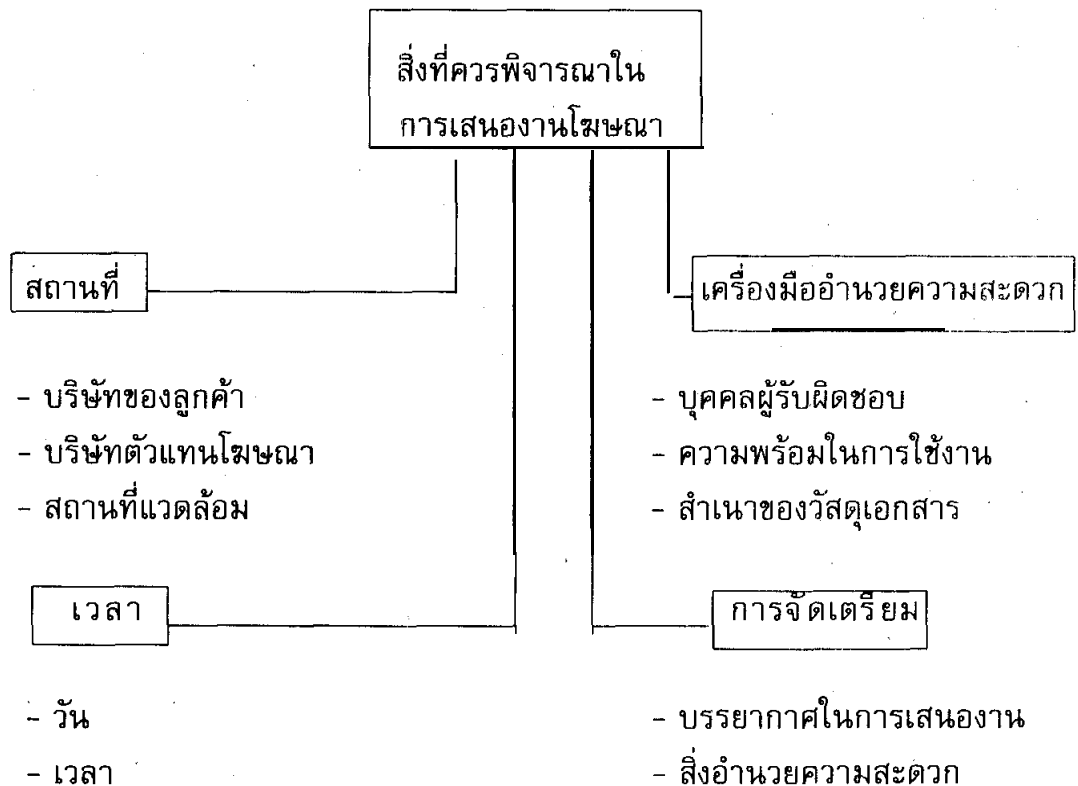 สิ่งที่ควรพิจารณาใน
การเสนองานโฆษณา
สถานที่
- บริษัทของลูกค้า
- บริษัทตัวแทนโฆษณา
- สถานที่แวดล้อม
เครื่องมืออำนวยความสะดวก
- บุคคลผู้รับผิดชอบ
- ความพร้อมในการใช้งาน
- สำเนาของวัสดุเอกสาร
เวลา
- วัน
- เวลา
การจัดเตรียม
- บรรยากาศในการเสนองาน
- สิ่งอำนวยความสะดวก